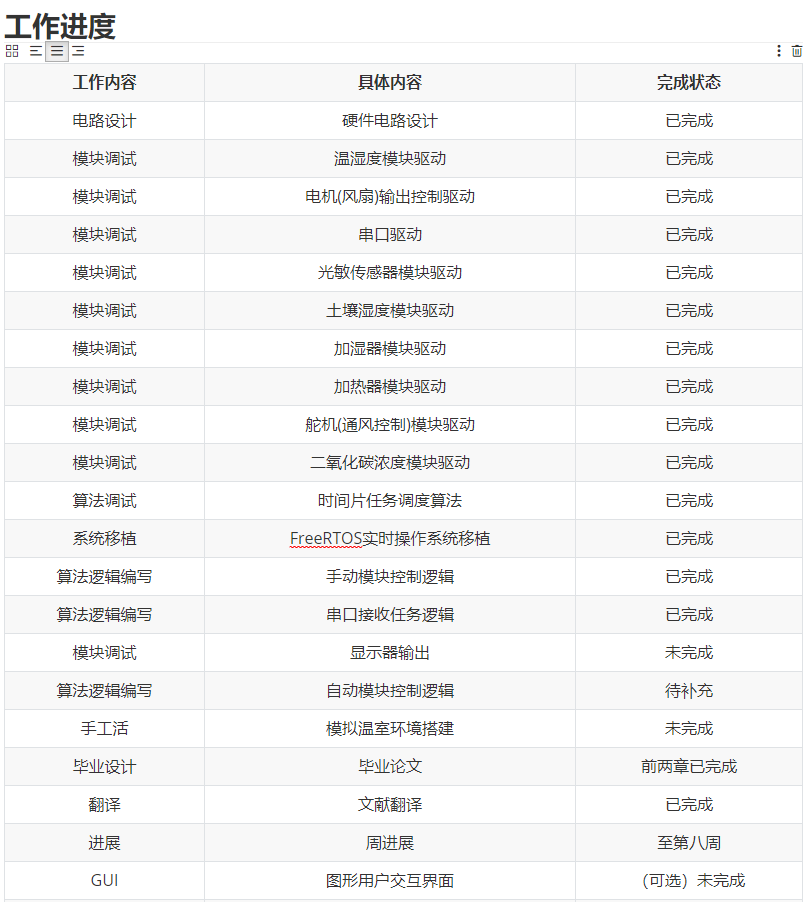 工作进度
工作内容 具体内容 完成状态
电路设计 硬件电路设计 已完成
模块调试 温湿度模块驱动 已完成
模块调试 电机(风扇)输出控制驱动 已完成
模块调试 串口驱动 已完成
模块调试 光敏传感器模块驱动 已完成
模块调试 土壤湿度模块驱动 已完成
模块调试 加湿器模块驱动 已完成
模块调试 加热器模块驱动 已完成
模块调试 舵机(通风控制)模块驱动 已完成
模块调试 二氧化碳浓度模块驱动 已完成
算法调试 时间片任务调度算法 已完成
系统移植 FreeRTOS实时操作系统移植 已完成
算法逻辑编写 手动模块控制逻辑 已完成
算法逻辑编写 串口接收任务逻辑 已完成
模块调试 显示器输出 未完成
算法逻辑编写 自动模块控制逻辑 待补充
手工活 模拟温室环境搭建 未完成
毕业设计 毕业论文 前两章已完成
翻译 文献翻译 已完成
进展 周进展 至第八周
GUI 图形用户交互界面 （可选）未完成